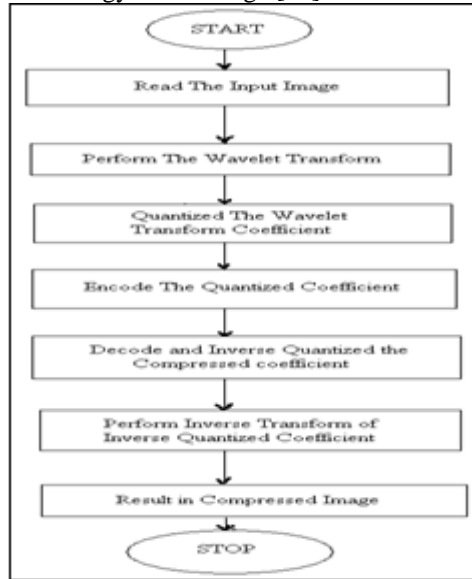 START
Read The Input Image
Perform The Wavelet Transform
Quantized The Wavelet
Transform Coefficient
Encode The Quantized Coefficient
Decode and Inverse Quantized the
Compressed coefficient
Perform Inverse Transform of
Inverse Quantized Coefficient
Result in Compressed Image
STOP